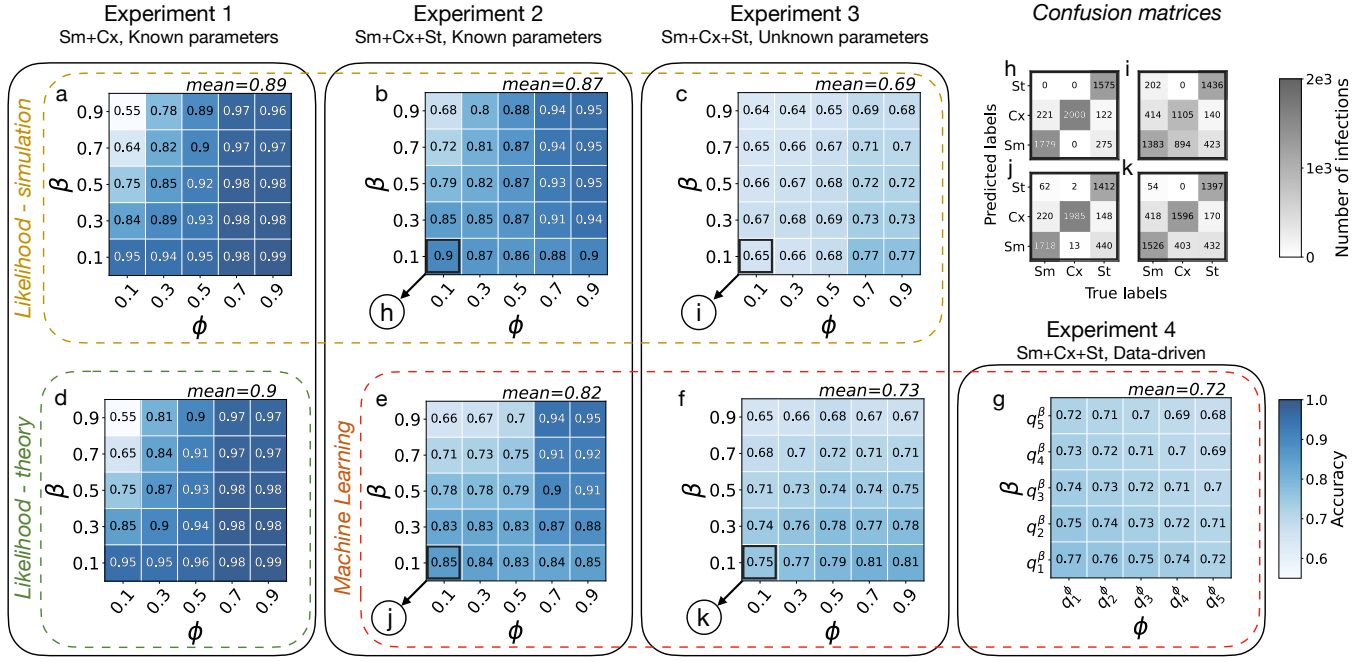 Experiment 1
Sm+Cx, Known parameters
Experiment 2
Sm+Cx+St, Known parameters
Experiment 3
Sm+Cx+St, Unknown parameters
Confusion matrices
Likelihood - simulation
a
mean=0.89
β
0.9 0.55 0.78 0.89 0.97 0.96
0.7 0.64 0.82 0.9 0.97 0.97
0.5 0.75 0.85 0.92 0.98 0.98
0.3 0.84 0.89 0.93 0.98 0.98
0.1 0.95 0.94 0.95 0.98 0.99
0.1 0.3 0.5 0.7 0.9
ϕ
b
mean=0.87
β
0.9 0.68 0.8 0.88 0.94 0.95
0.7 0.72 0.81 0.87 0.94 0.95
0.5 0.79 0.82 0.87 0.93 0.95
0.3 0.85 0.85 0.87 0.91 0.94
0.1 0.9 0.87 0.86 0.88 0.9
0.1 0.3 0.5 0.7 0.9
ϕ
h
c
mean=0.69
β
0.9 0.64 0.64 0.65 0.69 0.68
0.7 0.65 0.66 0.67 0.71 0.7
0.5 0.66 0.67 0.68 0.72 0.72
0.3 0.67 0.68 0.69 0.73 0.73
0.1 0.65 0.66 0.68 0.77 0.77
0.1 0.3 0.5 0.7 0.9
ϕ
i
h
i
Predicted labels
St 0 0 1575 202 0 1436
Cx 221 2000 122 414 1105 140
Sm 1779 0 275 1383 894 423
j
k
St 62 2 1412 54 0 1397
Cx 220 1985 148 418 1596 170
Sm 1718 13 440 1526 403 432
Sm Cx St Sm Cx St
True labels
2e3
1e3
0
Number of infections
Likelihood - theory
d
mean=0.9
β
0.9 0.55 0.81 0.9 0.97 0.97
0.7 0.65 0.84 0.91 0.97 0.97
0.5 0.75 0.87 0.93 0.98 0.98
0.3 0.85 0.9 0.94 0.98 0.98
0.1 0.95 0.95 0.96 0.98 0.99
0.1 0.3 0.5 0.7 0.9
ϕ
Machine Learning
e
mean=0.82
β
0.9 0.66 0.67 0.7 0.94 0.95
0.7 0.71 0.73 0.75 0.91 0.92
0.5 0.78 0.78 0.79 0.9 0.91
0.3 0.83 0.83 0.83 0.87 0.88
0.1 0.85 0.84 0.83 0.84 0.85
0.1 0.3 0.5 0.7 0.9
ϕ
j
f
mean=0.73
β
0.9 0.65 0.66 0.68 0.67 0.67
0.7 0.68 0.7 0.72 0.71 0.71
0.5 0.71 0.73 0.74 0.74 0.75
0.3 0.74 0.76 0.78 0.77 0.78
0.1 0.75 0.77 0.79 0.81 0.81
0.1 0.3 0.5 0.7 0.9
ϕ
k
Experiment 4
Sm+Cx+St, Data-driven
g
mean=0.72
β
q₅^β 0.72 0.71 0.7 0.69 0.68
q₄^β 0.73 0.72 0.71 0.7 0.69
q₃^β 0.74 0.73 0.72 0.71 0.7
q₂^β 0.75 0.74 0.73 0.72 0.71
q₁^β 0.77 0.76 0.75 0.74 0.72
q₁^ϕ q₂^ϕ q₃^ϕ q₄^ϕ q₅^ϕ
ϕ
1.0
0.9
0.8
0.7
0.6
Accuracy